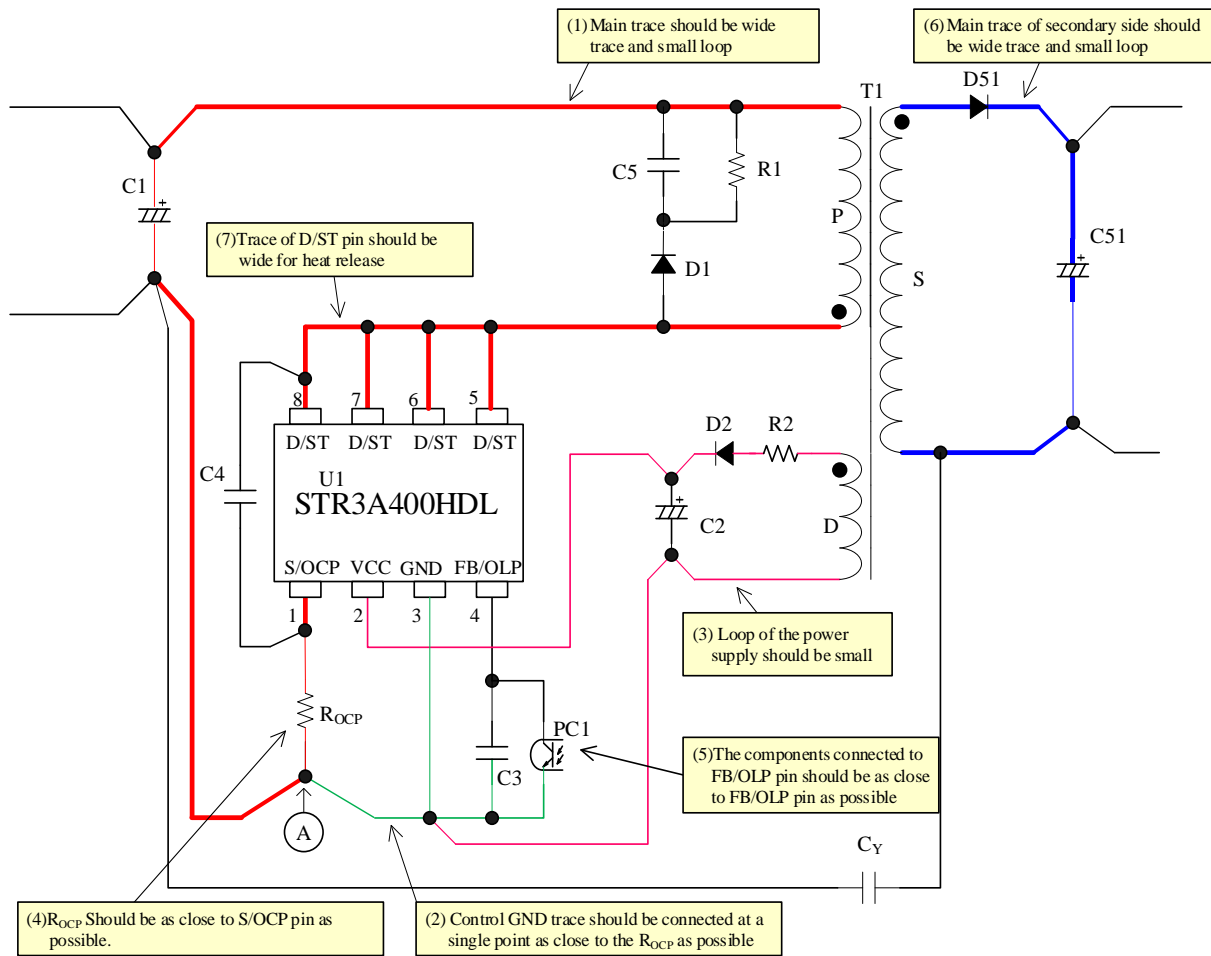 (1) Main trace should be wide
trace and small loop
(6) Main trace of secondary side should
be wide trace and small loop
D51
T1
C1
+
C5
R1
P
S
C51
+
(7)Trace of D/ST pin should be
wide for heat release
D1
8
7
6
5
D/ST
D/ST
D/ST
D/ST
C4
U1
STR3A400HDL
D2
R2
+
C2
D
S/OCP
VCC
GND
FB/OLP
1
2
3
4
(3) Loop of the power
supply should be small
ROCP
C3
PC1
(5)The components connected to
FB/OLP pin should be as close
to FB/OLP pin as possible
A
CY
(4)ROCP Should be as close to S/OCP pin as
possible.
(2) Control GND trace should be connected at a
single point as close to the ROCP as possible